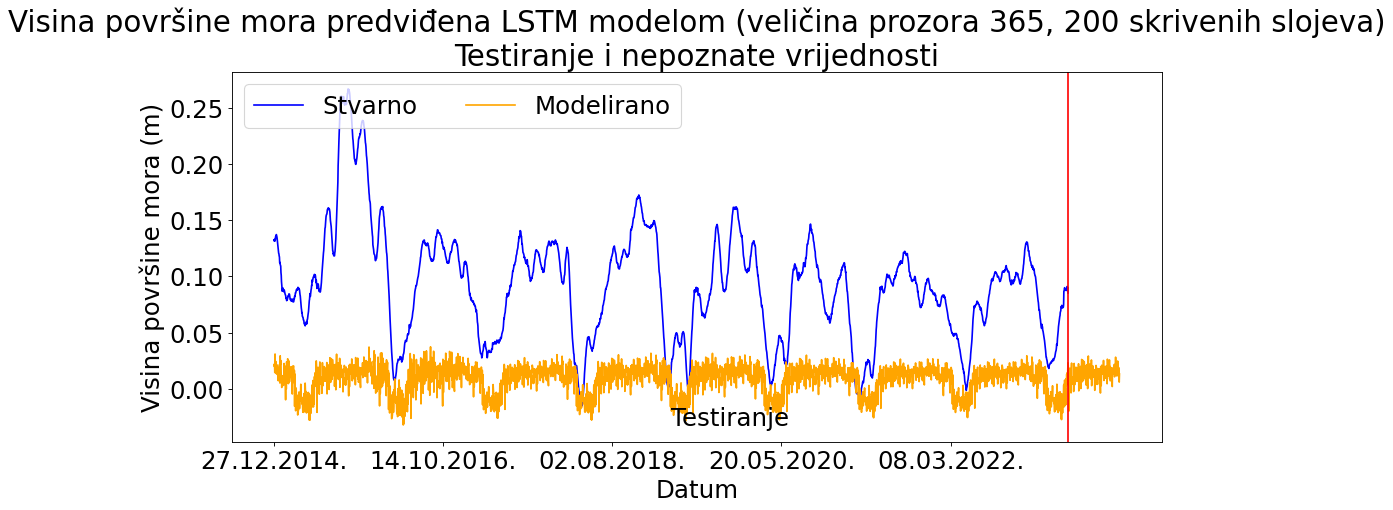 Visina površine mora predviđena LSTM modelom (veličina prozora 365, 200 skrivenih slojeva)
Testiranje i nepoznate vrijednosti
Stvarno Modelirano
Visina površine mora (m)
0.25
0.20
0.15
0.10
0.05
0.00
Testiranje
27.12.2014. 14.10.2016. 02.08.2018. 20.05.2020. 08.03.2022.
Datum